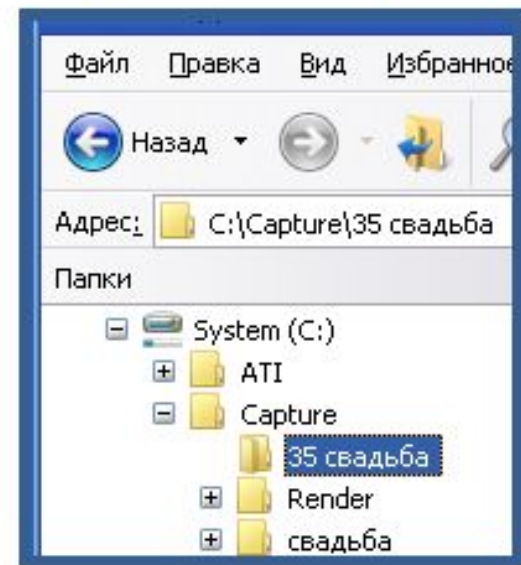 Файл Правка Вид Избранное
Назад
Адрес: C:\Capture\35 свадьба
Папки
System (C:)
ATI
Capture
35 свадьба
Render
свадьба